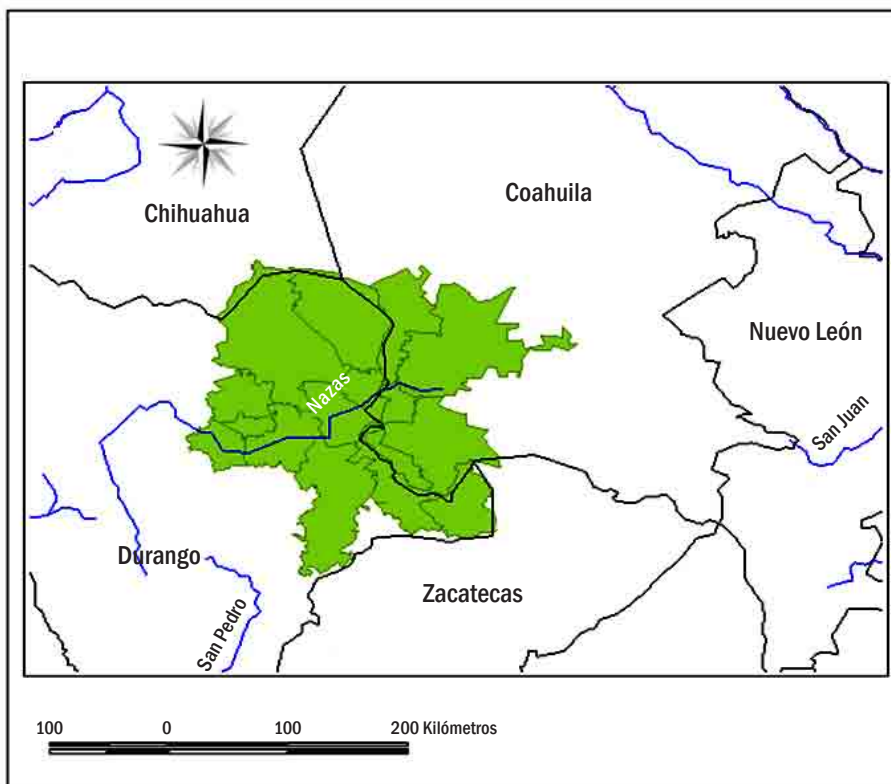 Chihuahua
Coahuila
Nuevo León
Nazas
San Juan
Durango
San Pedro
Zacatecas
100 0 100 200 Kilómetros